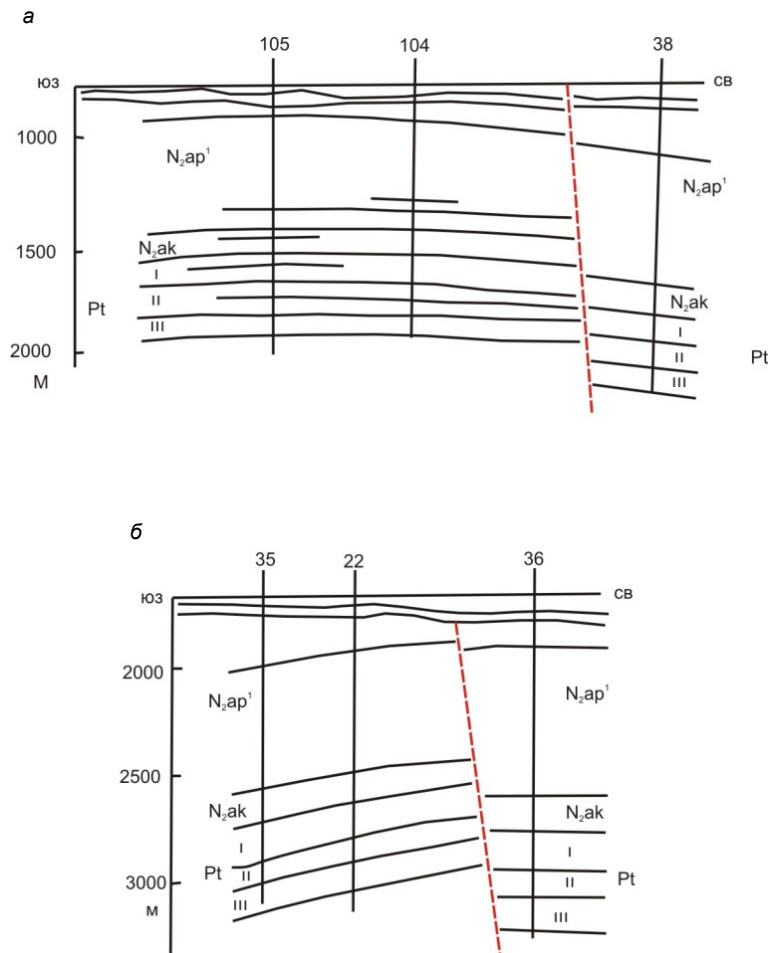 а
105 104 38
юз св
1000
N₂ap¹
N₂ap¹
1500
N₂ak
I
N₂ak
II
Pt
I
III
2000
II
Pt
М
III
б
35 22 36
юз св
2000
N₂ap¹ N₂ap¹
2500
N₂ak N₂ak
I I
Pt II II Pt
3000
III III
м